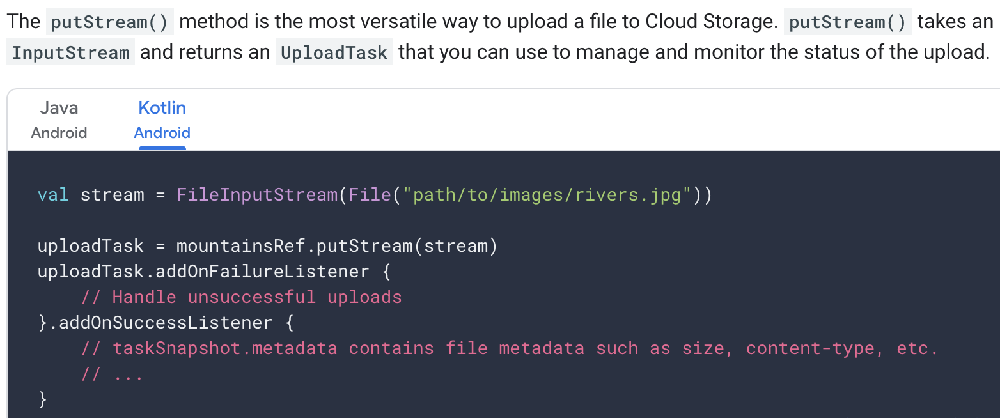 The putStream() method is the most versatile way to upload a file to Cloud Storage. putStream() takes an
InputStream and returns an UploadTask that you can use to manage and monitor the status of the upload.
Java Kotlin
Android Android
val stream = FileInputStream(File("path/to/images/rivers.jpg"))
uploadTask = mountainsRef.putStream(stream)
uploadTask.addOnFailureListener {
    // Handle unsuccessful uploads
}.addOnSuccessListener {
    // taskSnapshot.metadata contains file metadata such as size, content-type, etc.
    // ...
}